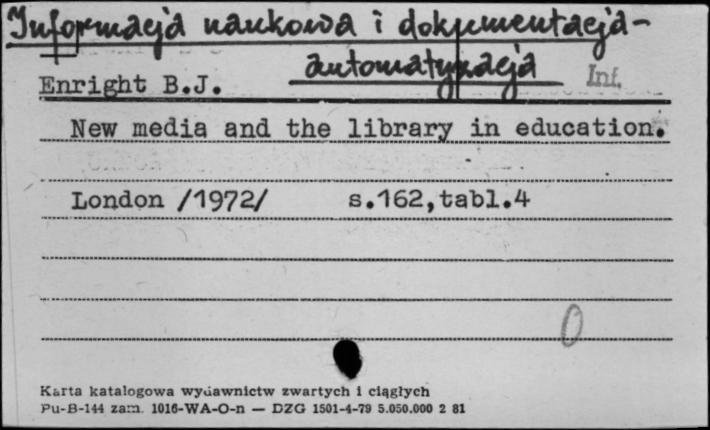 Informacja naukowa i dokumentacja-
automatyzacja
Inf.
Enright B.J.
New media and the library in education.
London /1972/ s.162,tabl.4
0
Karta katalogowa wydawnictw zwartych i ciągłych
Pu-B-144 zam. 1016-WA-O-n — DZG 1501-4-79 5.050.000 2 81